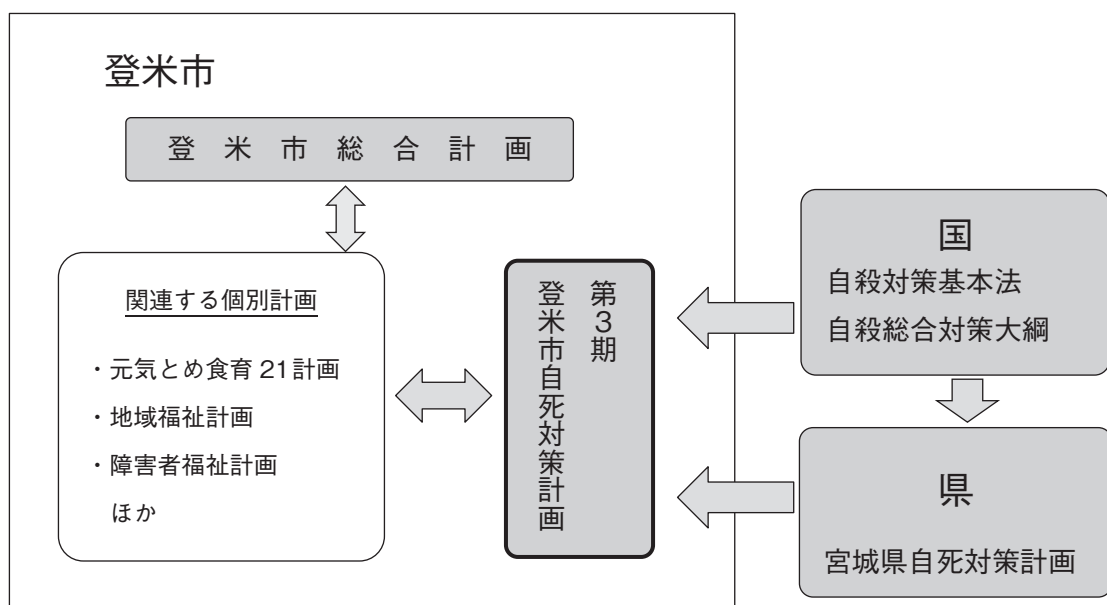 登米市
登米市総合計画
関連する個別計画
・元気とめ食育21計画
・地域福祉計画
・障害者福祉計画
ほか
第3期
登米市自死対策計画
国
自殺対策基本法
自殺総合対策大綱
県
宮城県自死対策計画